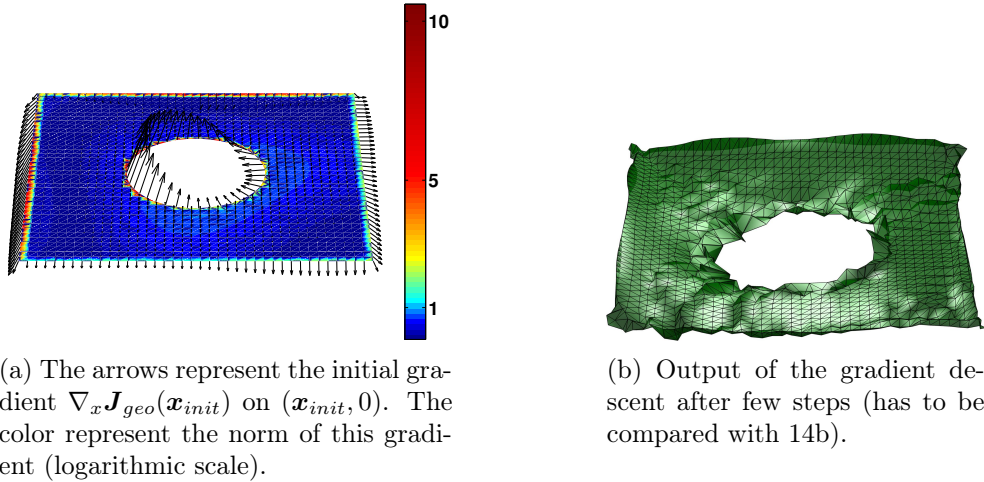 10
5
1
(a) The arrows represent the initial gra-
dient ∇ₓJ_geo(x_init) on (x_init, 0). The
color represent the norm of this gradi-
ent (logarithmic scale).
(b) Output of the gradient de-
scent after few steps (has to be
compared with 14b).